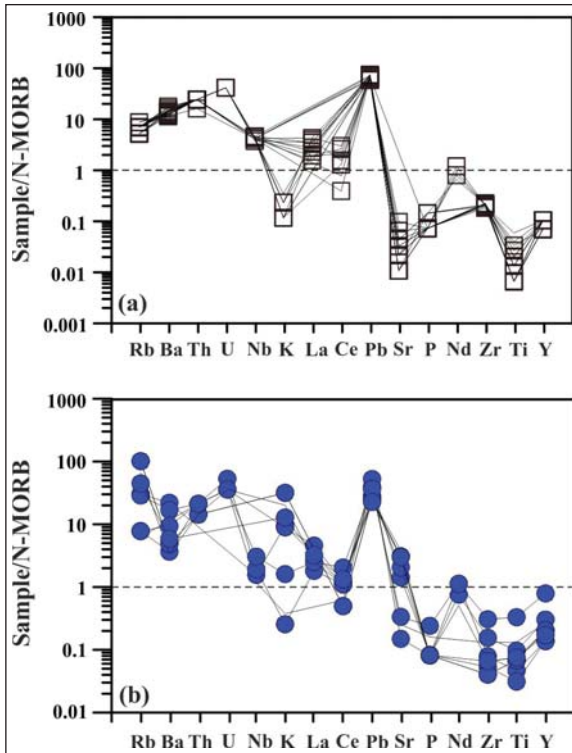 1000
100
10
1
0.1
0.01
0.001
Sample/N-MORB
(a)
Rb Ba Th U Nb K La Ce Pb Sr P Nd Zr Ti Y
1000
100
10
1
0.1
0.01
Sample/N-MORB
(b)
Rb Ba Th U Nb K La Ce Pb Sr P Nd Zr Ti Y